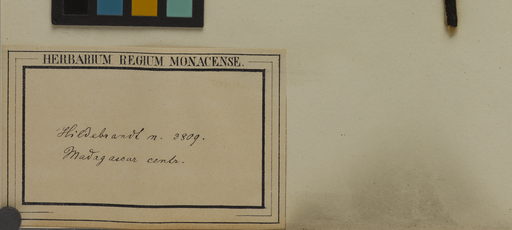 HERBARIUM REGIUM MONACENSE.
Hildebrandt n. 3809.
Madagascar centr.